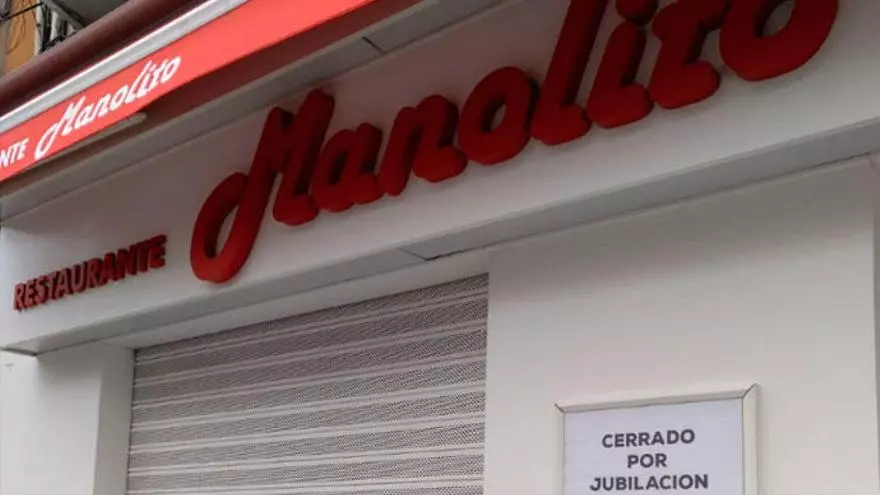 NTE Manolito
RESTAURANTE Manolito
CERRADO
POR
JUBILACION